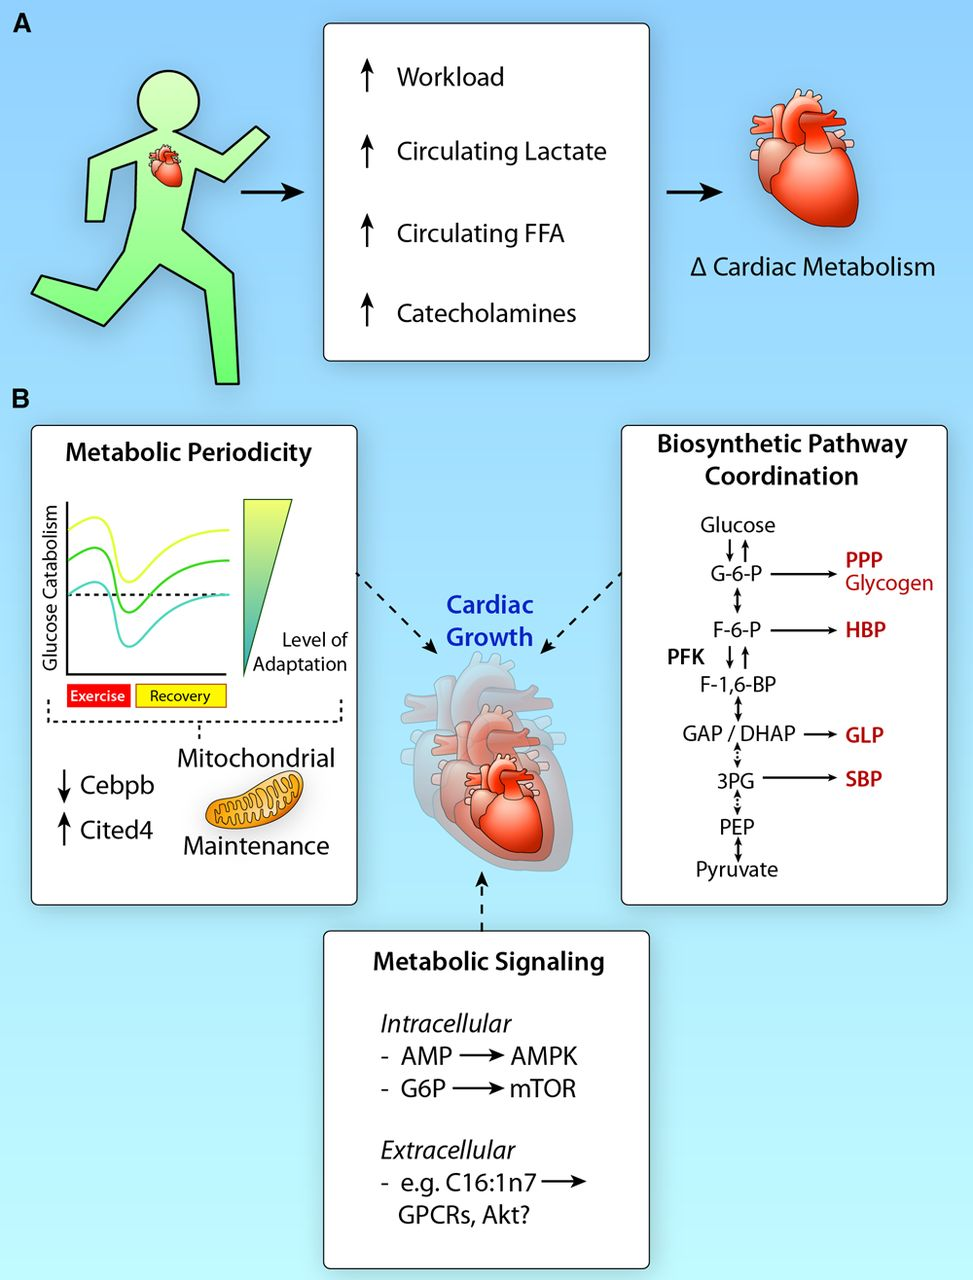 A
Workload
Circulating Lactate
Circulating FFA
Catecholamines
Δ Cardiac Metabolism
B
Metabolic Periodicity
Glucose Catabolism
Level of
Adaptation
Exercise
Recovery
Cebpb
Cited4
Mitochondrial
Maintenance
Cardiac
Growth
Biosynthetic Pathway
Coordination
Glucose
G-6-P
PPP
Glycogen
F-6-P
HBP
PFK
F-1,6-BP
GAP / DHAP
GLP
3PG
SBP
PEP
Pyruvate
Metabolic Signaling
Intracellular
- AMP → AMPK
- G6P → mTOR
Extracellular
- e.g. C16:1n7 →
GPCRs, Akt?